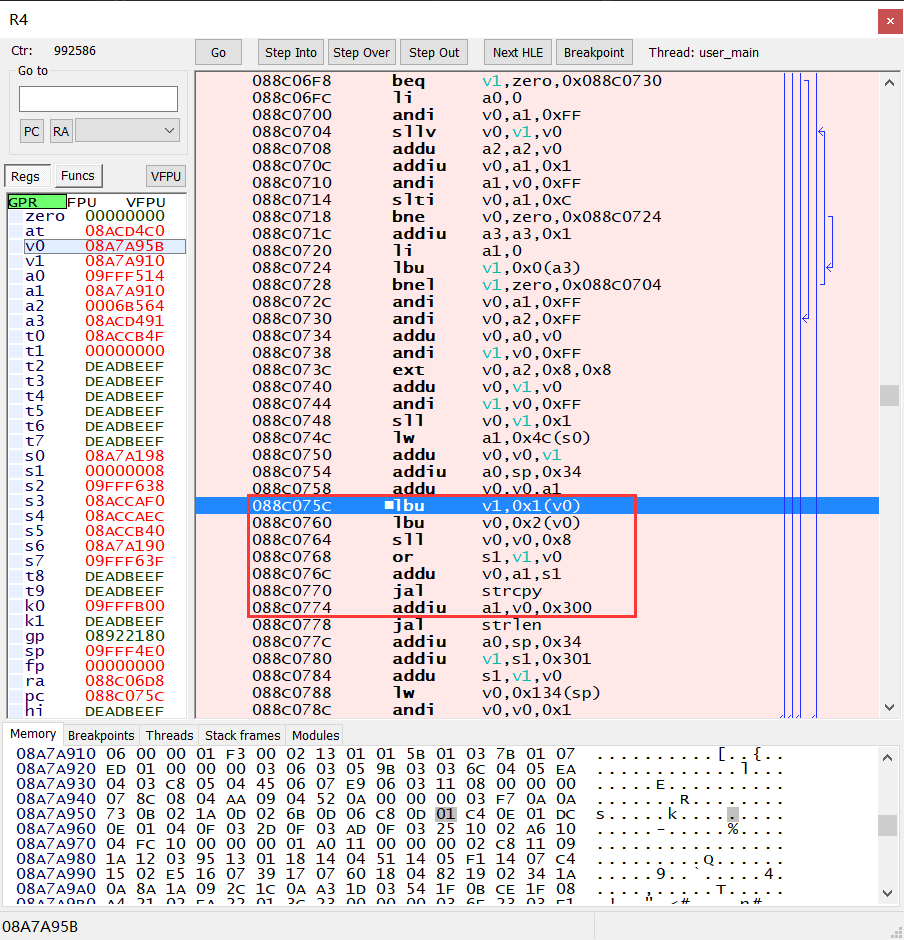 R4
Ctr: 992586
Go to
PC RA
Go Step Into Step Over Step Out Next HLE Breakpoint Thread: user_main
Regs Funcs VFPU
GPR FPU VFPU
zero 00000000
at 08ACD4C0
v0 08A7A95B
v1 08A7A910
a0 09FFF514
a1 08A7A910
a2 0006B564
a3 08ACD491
t0 08ACCB4F
t1 00000000
t2 DEADBEEF
t3 DEADBEEF
t4 DEADBEEF
t5 DEADBEEF
t6 DEADBEEF
t7 DEADBEEF
s0 08A7A198
s1 00000008
s2 09FFF638
s3 08ACCAF0
s4 08ACCAEC
s5 08ACCB40
s6 08A7A190
s7 09FFF63F
t8 DEADBEEF
t9 DEADBEEF
k0 09FFFB00
k1 DEADBEEF
gp 08922180
sp 09FFF4E0
fp 00000000
ra 088C06D8
pc 088C075C
hi DEADBEEF
088C06F8 beq v1,zero,0x088C0730
088C06FC li a0,0
088C0700 andi v0,a1,0xFF
088C0704 sllv v0,v1,v0
088C0708 addu a2,a2,v0
088C070C addiu v0,a1,0x1
088C0710 andi a1,v0,0xFF
088C0714 slti v0,a1,0xC
088C0718 bne v0,zero,0x088C0724
088C071C addiu a3,a3,0x1
088C0720 li a1,0
088C0724 lbu v1,0x0(a3)
088C0728 bnel v1,zero,0x088C0704
088C072C andi v0,a1,0xFF
088C0730 andi v0,a2,0xFF
088C0734 addu v0,a0,v0
088C0738 andi v1,v0,0xFF
088C073C ext v0,a2,0x8,0x8
088C0740 addu v0,v1,v0
088C0744 andi v1,v0,0xFF
088C0748 sll v0,v1,0x1
088C074C lw a1,0x4C(s0)
088C0750 addu v0,v0,v1
088C0754 addiu a0,sp,0x34
088C0758 addu v0,v0,a1
088C075C lbu v1,0x1(v0)
088C0760 lbu v0,0x2(v0)
088C0764 sll v0,v0,0x8
088C0768 or s1,v1,v0
088C076C addu v0,a1,s1
088C0770 jal strcpy
088C0774 addiu a1,v0,0x300
088C0778 jal strlen
088C077C addiu a0,sp,0x34
088C0780 addiu v1,s1,0x301
088C0784 addu s1,v1,v0
088C0788 lw v0,0x134(sp)
088C078C andi v0,v0,0x1
Memory Breakpoints Threads Stack frames Modules
08A7A910 06 00 00 01 F3 00 02 13 01 01 5B 01 03 7B 01 07 ..........[..{..
08A7A920 ED 01 00 00 00 03 06 03 05 9B 03 03 6C 04 05 EA ............l...
08A7A930 04 03 C8 05 04 45 06 07 E9 06 03 11 08 00 00 00 .....E..........
08A7A940 07 8C 08 04 AA 09 04 52 0A 00 00 00 03 F7 0A 0A .......R........
08A7A950 73 0B 02 1A 0D 02 6B 0D 06 C8 0D 01 C4 0E 01 DC s.....k.........
08A7A960 0E 01 04 0F 03 2D 0F 03 AD 0F 03 25 10 02 A6 10 .....-.....%....
08A7A970 04 FC 10 00 00 00 01 A0 11 00 00 00 02 C8 11 09 ................
08A7A980 1A 12 03 95 13 01 18 14 04 51 14 05 F1 14 07 C4 .........Q......
08A7A990 15 02 E5 16 07 39 17 07 60 18 04 82 19 02 34 1A .....9..`.....4.
08A7A9A0 0A 8A 1A 09 2C 1C 0A A3 1D 03 54 1F 0B CE 1F 08 ....,.....T.....
08A7A95B